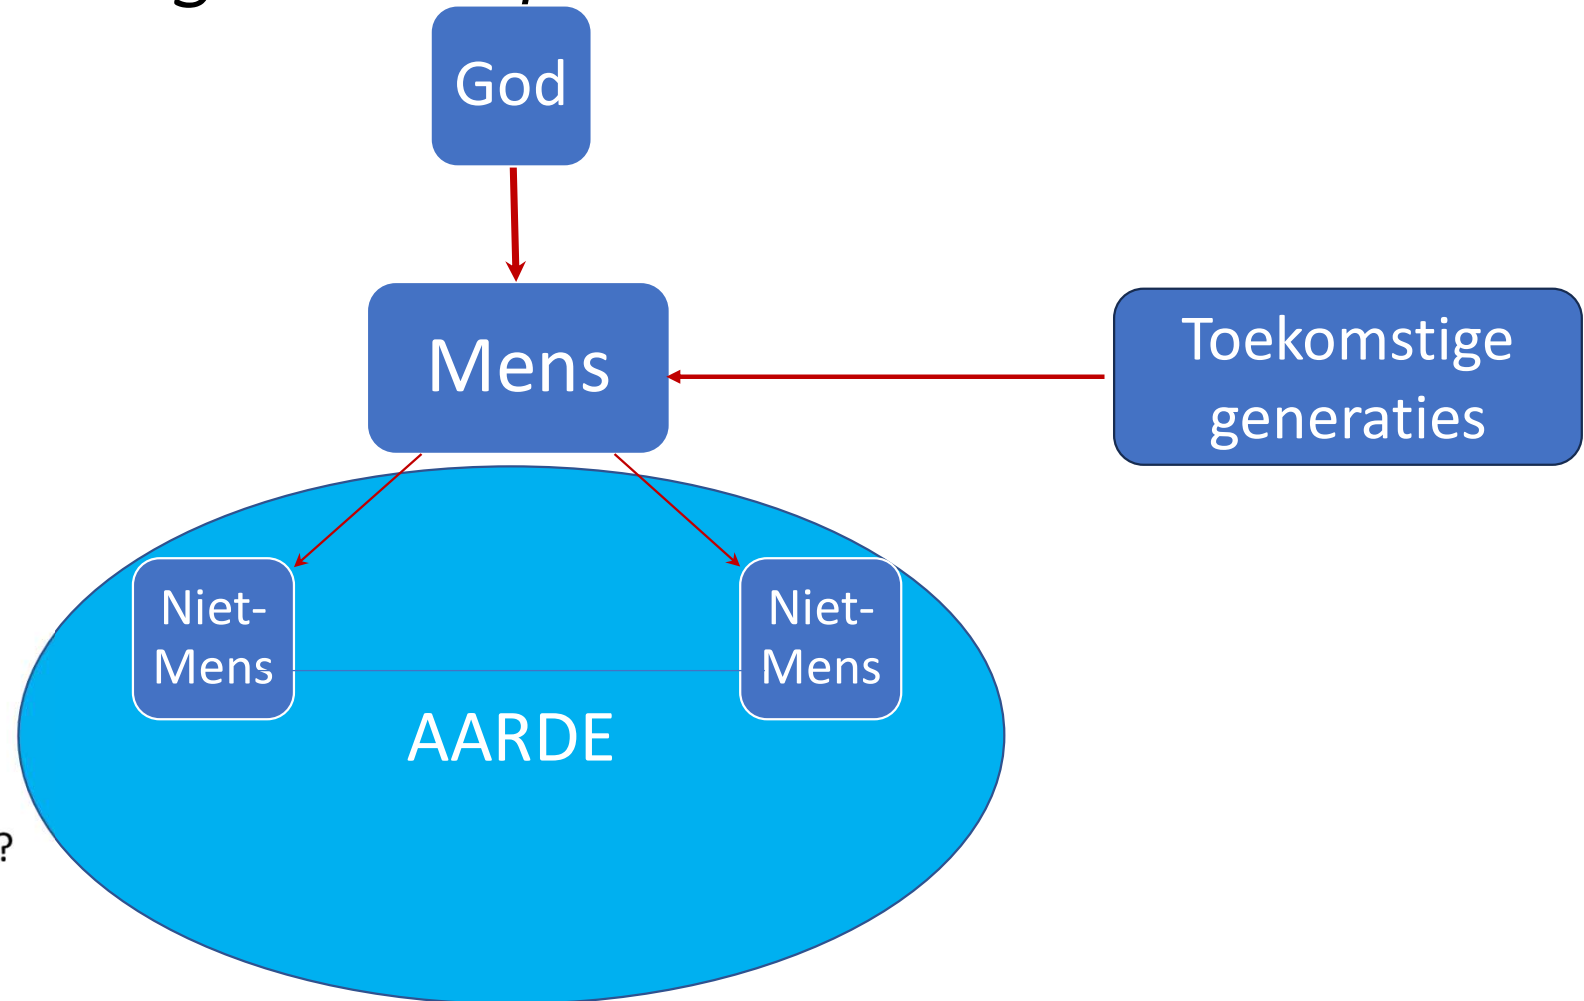 God
Mens
Toekomstige
generaties
Niet-
Mens
Niet-
Mens
AARDE
?